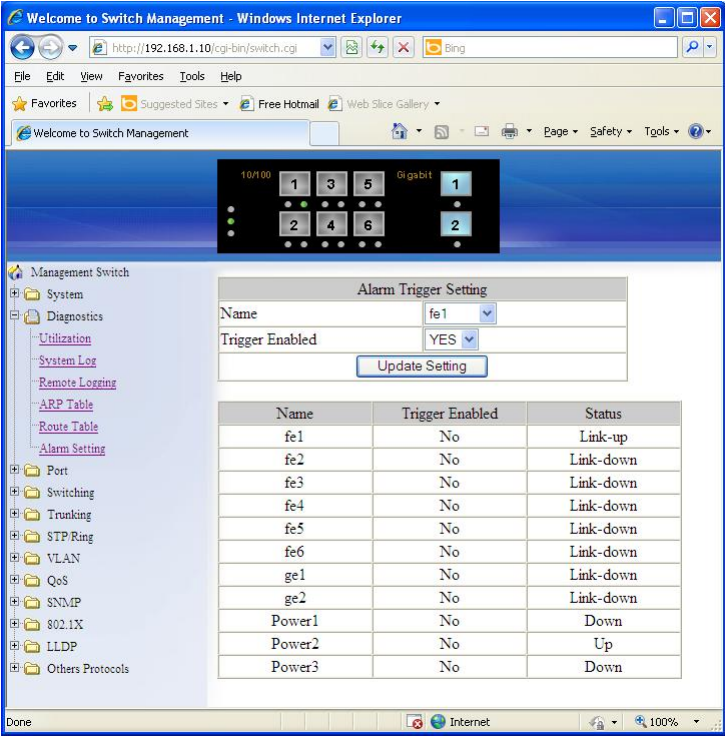 Welcome to Switch Management - Windows Internet Explorer
http://192.168.1.10/cgi-bin/switch.cgi
Bing
File Edit View Favorites Tools Help
Favorites Suggested Sites Free Hotmail Web Slice Gallery
Welcome to Switch Management
Page Safety Tools
10/100 1 3 5 Gigabit 1
2 4 6 2
Management Switch
System
Diagnostics
Utilization
System Log
Remote Logging
ARP Table
Route Table
Alarm Setting
Port
Switching
Trunking
STP/Ring
VLAN
QoS
SNMP
802.1X
LLDP
Others Protocols
Alarm Trigger Setting
Name fe1
Trigger Enabled YES
Update Setting
Name Trigger Enabled Status
fe1 No Link-up
fe2 No Link-down
fe3 No Link-down
fe4 No Link-down
fe5 No Link-down
fe6 No Link-down
ge1 No Link-down
ge2 No Link-down
Power1 No Down
Power2 No Up
Power3 No Down
Done Internet 100%